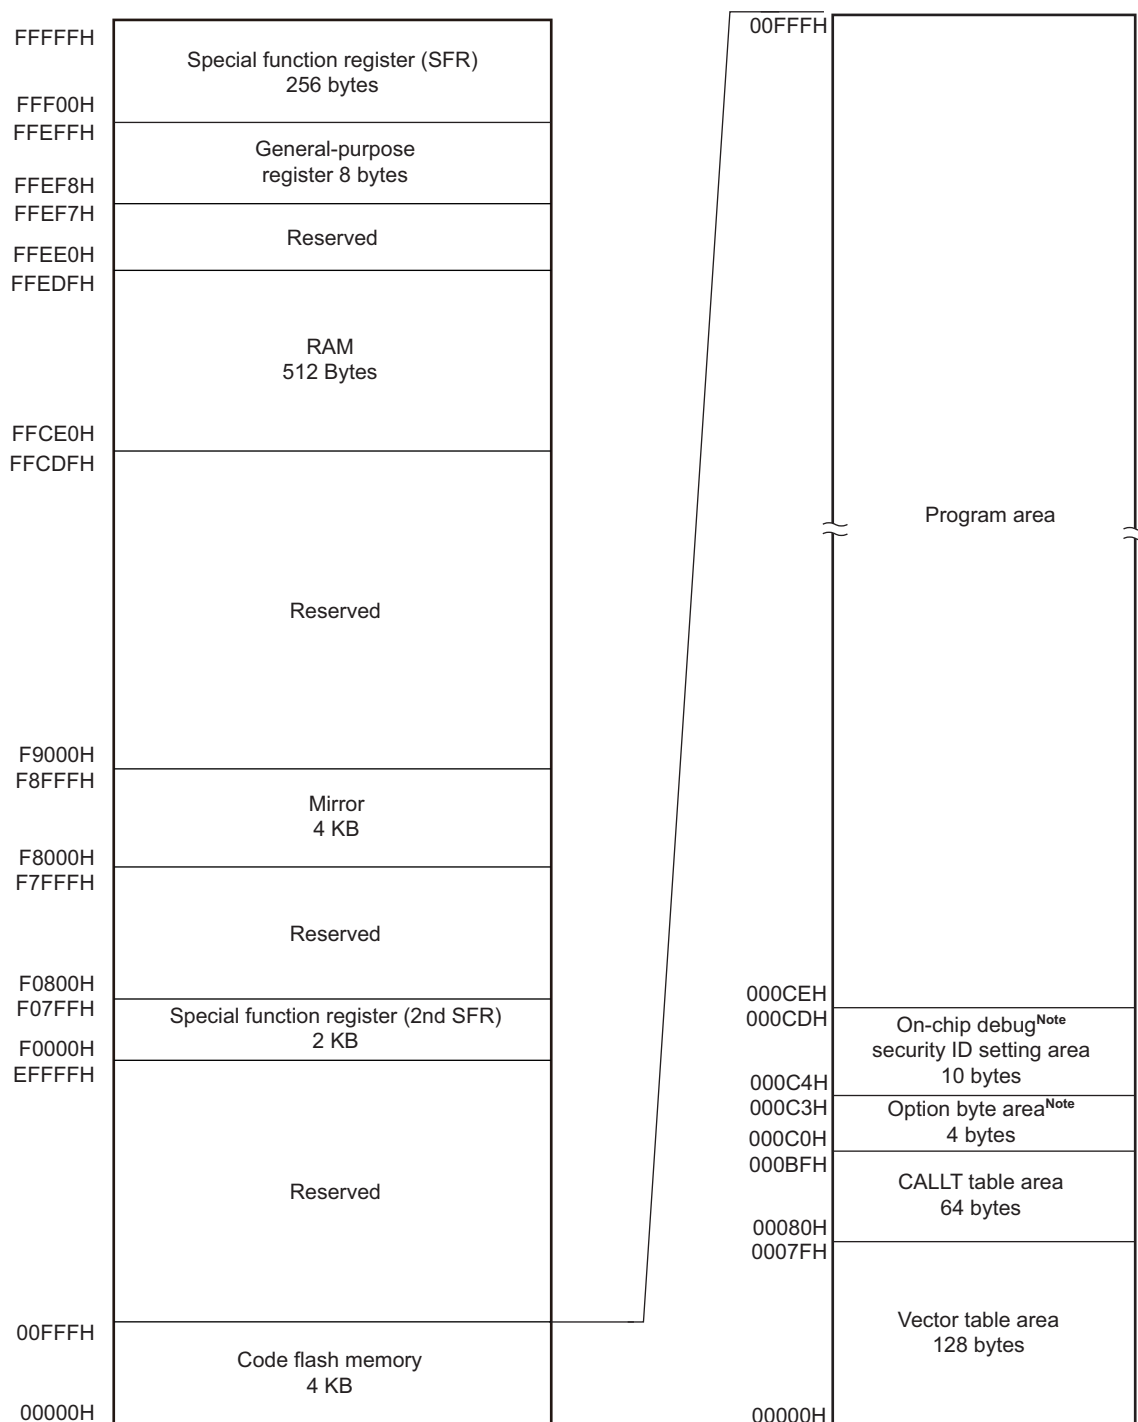 FFFFFH
Special function register (SFR)
256 bytes
FFF00H
FFEFFH
General-purpose
register 8 bytes
FFEF8H
FFEF7H
Reserved
FFEE0H
FFEDFH
RAM
512 Bytes
FFCE0H
FFCDFH
Reserved
F9000H
F8FFFH
Mirror
4 KB
F8000H
F7FFFH
Reserved
F0800H
F07FFH
Special function register (2nd SFR)
2 KB
F0000H
EFFFFH
Reserved
00FFFH
Code flash memory
4 KB
00000H
00FFFH
Program area
000CEH
000CDH
On-chip debugNote
security ID setting area
10 bytes
000C4H
000C3H
Option byte areaNote
4 bytes
000C0H
000BFH
CALLT table area
64 bytes
00080H
0007FH
Vector table area
128 bytes
00000H